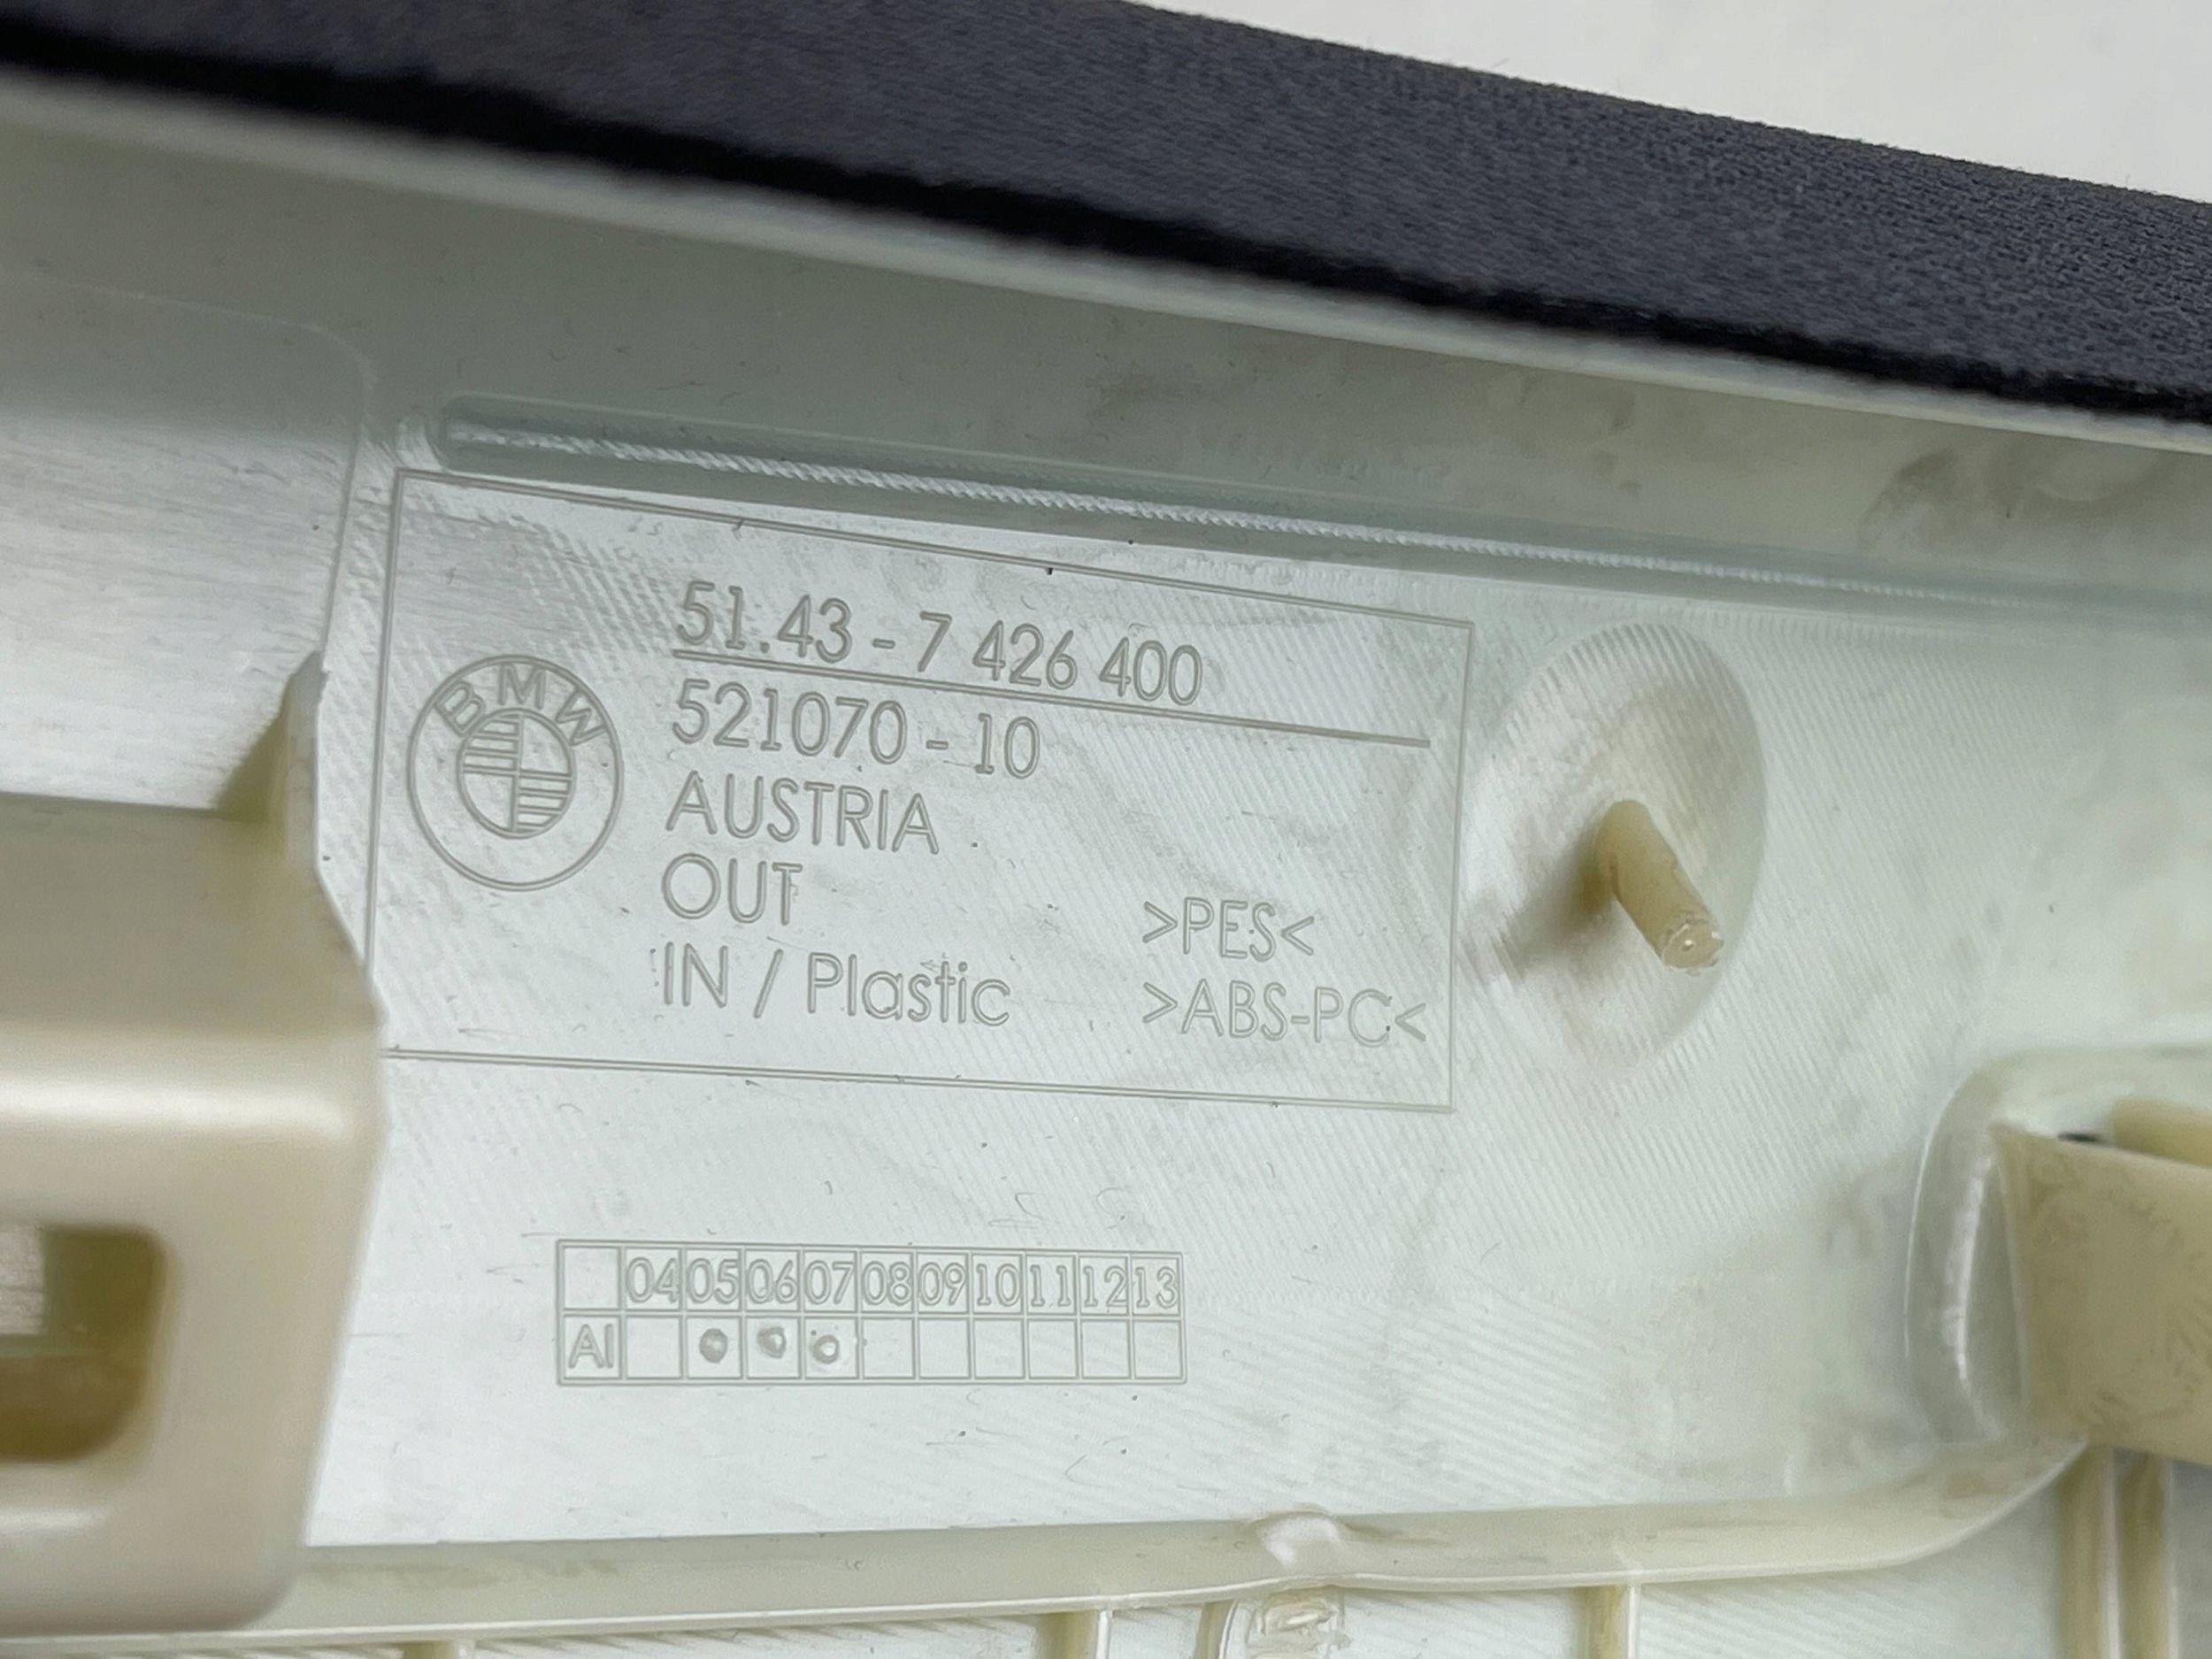 51.43 - 7 426 400
BMW
521070 - 10
AUSTRIA
OUT >PES<
IN / Plastic >ABS-PC<
04 05 06 07 08 09 10 11 12 13
AI